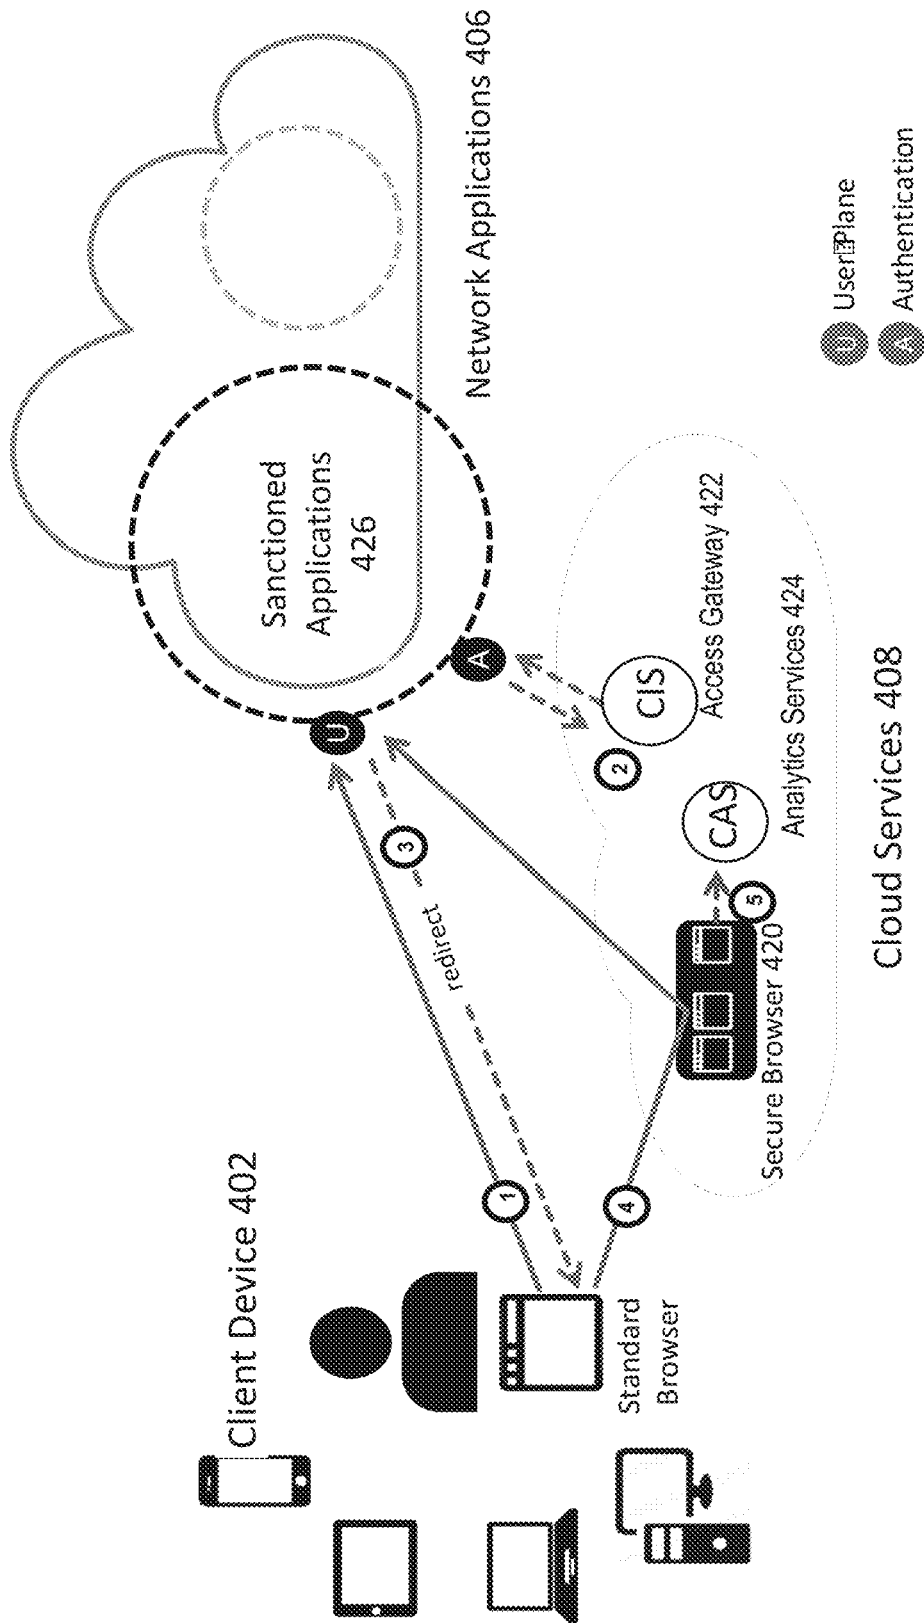 Client Device 402
Standard
Browser
1
redirect
3
4
U
A
Sanctioned
Applications
426
Network Applications 406
2
CIS
Access Gateway 422
CAS
Analytics Services 424
5
Secure Browser 420
Cloud Services 408
U
User⍰Plane
A
Authentication